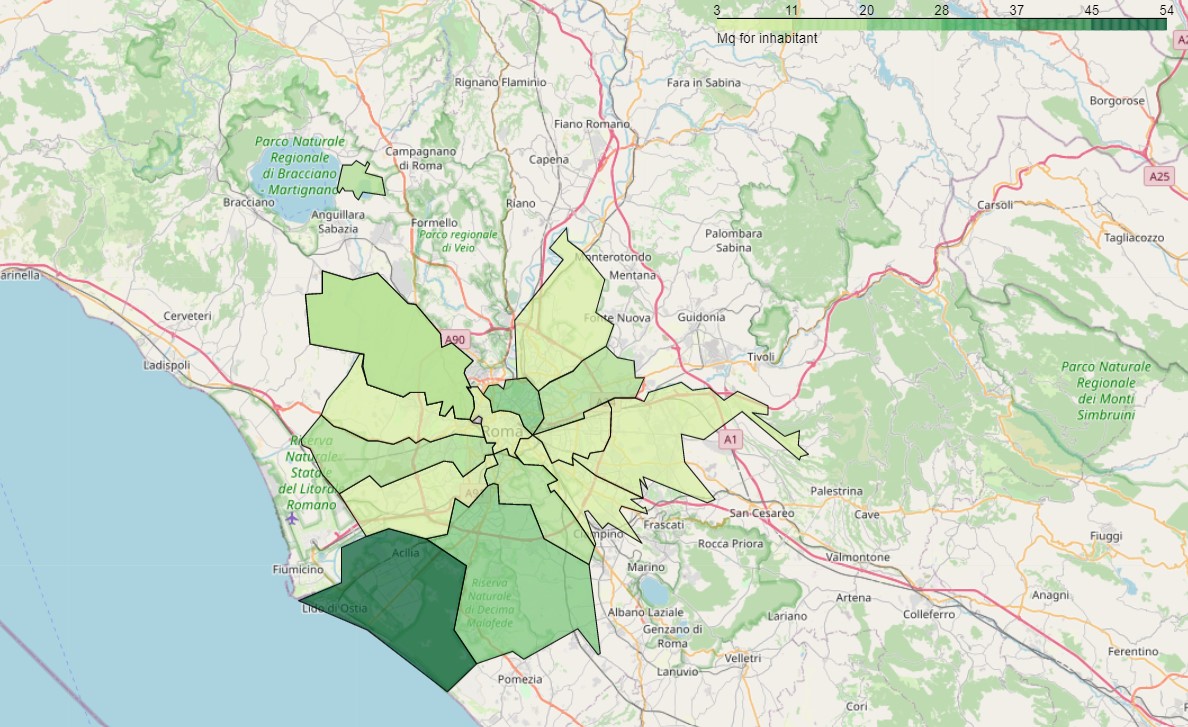 3 11 20 28 37 45 54
Mq for inhabitant
Rignano Flaminio
Fara in Sabina
Borgorose
Fiano Romano
Parco Naturale
Regionale
di Bracciano
- Martignano
Campagnano
di Roma
Capena
A25
Bracciano
Riano
Anguillara
Sabazia
Formello
Parco regionale
di Veio
Carsoli
Palombara
Sabina
Tagliacozzo
Monterotondo
Mentana
arinella
Cerveteri
Fonte Nuova
Guidonia
A90
Tivoli
Ladispoli
Parco Naturale
Regionale
dei Monti
Simbruini
Roma
A1
Riserva
Naturale
Statale
del Litorale
Romano
Palestrina
San Cesareo
Cave
Frascati
Ciampino
Rocca Priora
Fiuggi
Acilia
Valmontone
Fiumicino
Marino
Riserva
Naturale
di Decima
Malafede
Artena
Anagni
Lido di Ostia
Albano Laziale
Lariano
Colleferro
Genzano di
Roma
Velletri
Ferentino
Lanuvio
Pomezia
Cori